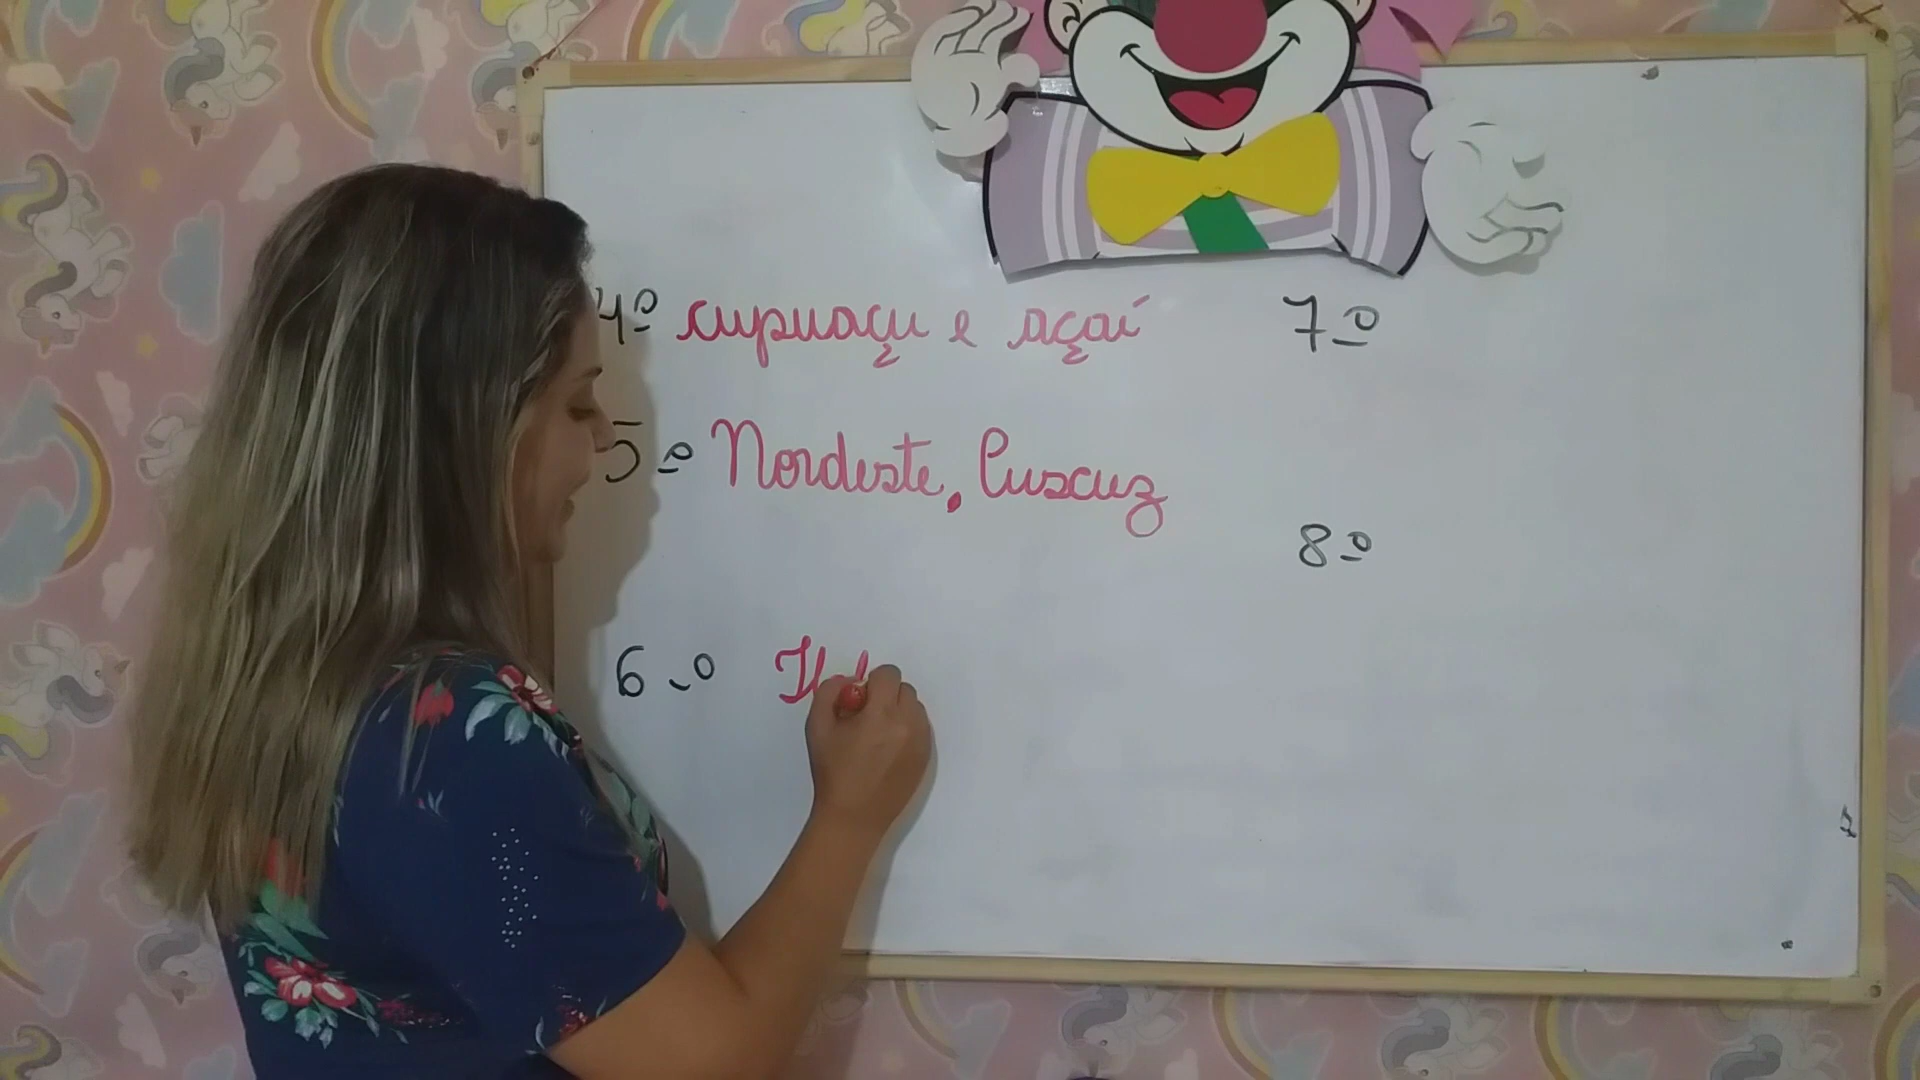 4º cupuaçu e açaí
5º Nordeste, Cuscuz
6º
7º
8º